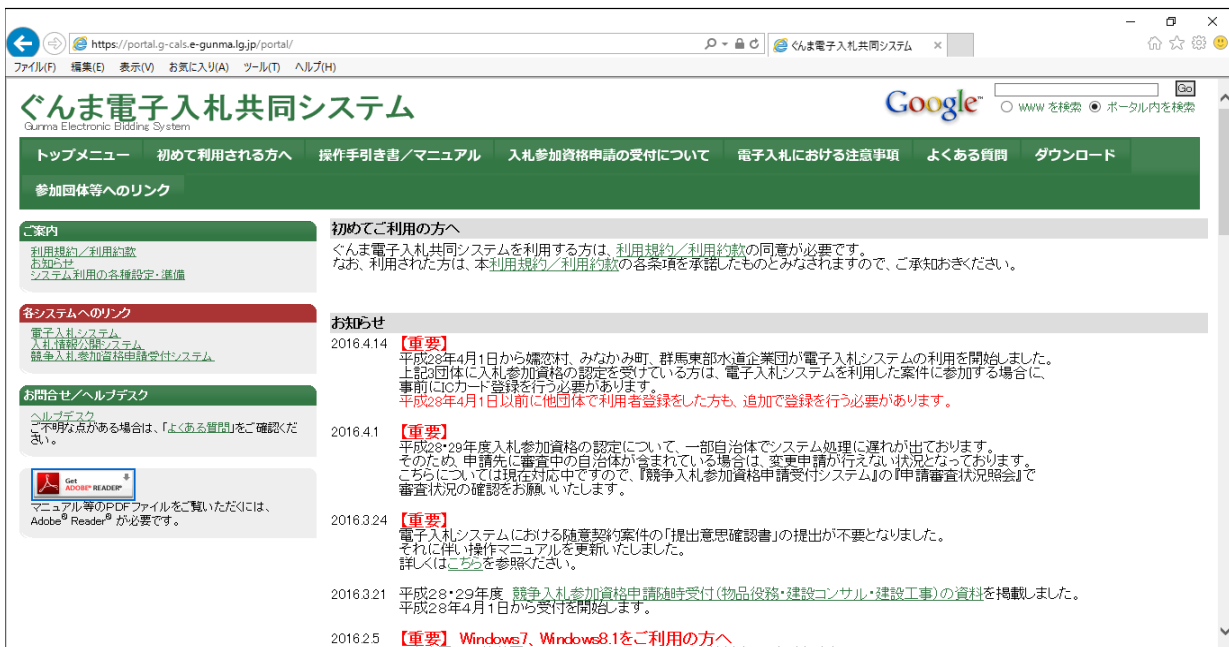 https://portal.g-cals.e-gunma.lg.jp/portal/
ぐんま電子入札共同システム
ファイル(F) 編集(E) 表示(V) お気に入り(A) ツール(T) ヘルプ(H)
ぐんま電子入札共同システム
Gunma Electronic Bidding System
Google™
Go
WWW を検索 ポータル内を検索
トップメニュー 初めて利用される方へ 操作手引き書／マニュアル 入札参加資格申請の受付について 電子入札における注意事項 よくある質問 ダウンロード
参加団体等へのリンク
ご案内
利用規約／利用約款
お知らせ
システム利用の各種設定・準備
各システムへのリンク
電子入札システム
入札情報公開システム
競争入札参加資格申請受付システム
お問合せ／ヘルプデスク
ヘルプデスク
ご不明な点がある場合は、「よくある質問」をご確認くだ
さい。
Get
ADOBE® READER®
マニュアル等のPDFファイルをご覧いただくには、
Adobe® Reader® が必要です。
初めてご利用の方へ
ぐんま電子入札共同システムを利用する方は、利用規約／利用約款の同意が必要です。
なお、利用された方は、本利用規約／利用約款の各条項を承諾したものとみなされますので、ご承知おきください。
お知らせ
2016.4.14 【重要】
平成28年4月1日から嬬恋村、みなかみ町、群馬東部水道企業団が電子入札システムの利用を開始しました。
上記3団体に入札参加資格の認定を受けている方は、電子入札システムを利用した案件に参加する場合に、
事前にICカード登録を行う必要があります。
平成28年4月1日以前に他団体で利用者登録をした方も、追加で登録を行う必要があります。
2016.4.1 【重要】
平成28・29年度入札参加資格の認定について、一部自治体でシステム処理に遅れが出ております。
そのため、申請先に審査中の自治体が含まれている場合は、変更申請が行えない状況となっております。
こちらについては現在対応中ですので、『競争入札参加資格申請受付システム』の『申請審査状況照会』で
審査状況の確認をお願いいたします。
2016.3.24 【重要】
電子入札システムにおける随意契約案件の「提出意思確認書」の提出が不要となりました。
それに伴い操作マニュアルを更新いたしました。
詳しくはこちらを参照ください。
2016.3.21 平成28・29年度 競争入札参加資格申請随時受付(物品役務・建設コンサル・建設工事)の資料を掲載しました。
平成28年4月1日から受付を開始します。
2016.2.5 【重要】 Windows7、Windows8.1をご利用の方へ